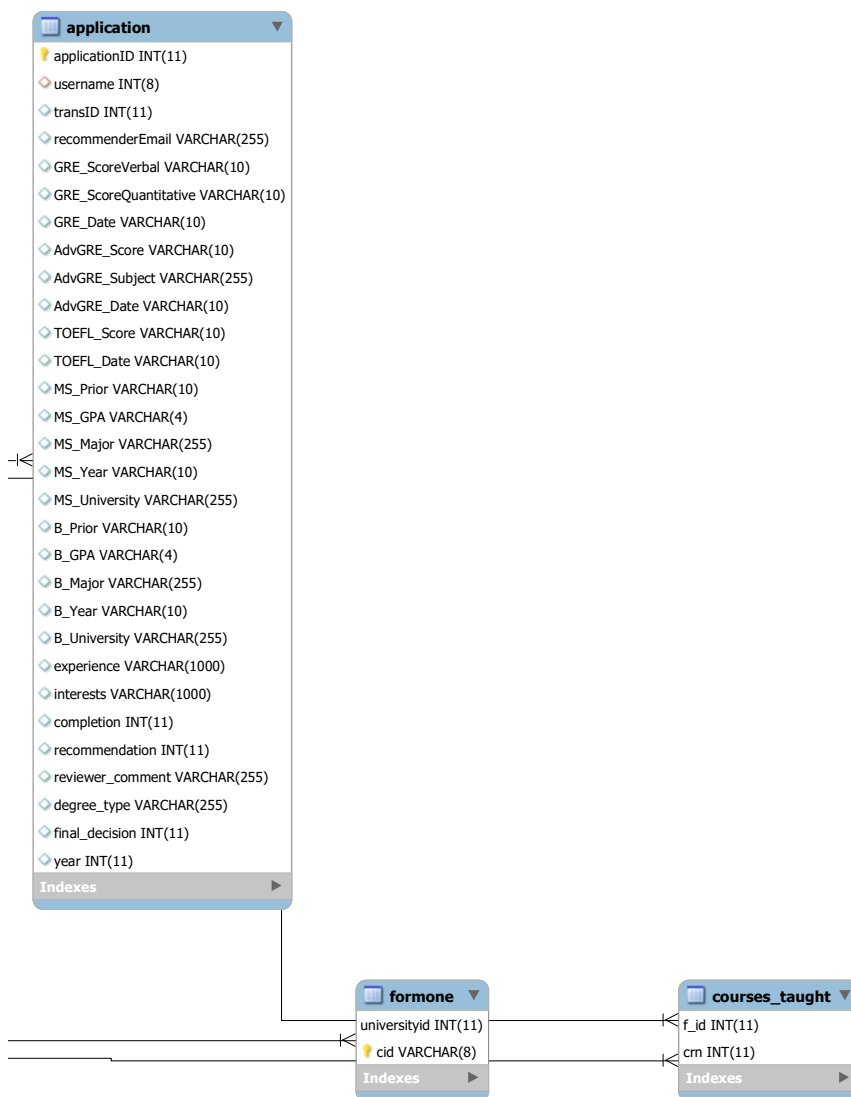 application
applicationID INT(11)
username INT(8)
transID INT(11)
recommenderEmail VARCHAR(255)
GRE_ScoreVerbal VARCHAR(10)
GRE_ScoreQuantitative VARCHAR(10)
GRE_Date VARCHAR(10)
AdvGRE_Score VARCHAR(10)
AdvGRE_Subject VARCHAR(255)
AdvGRE_Date VARCHAR(10)
TOEFL_Score VARCHAR(10)
TOEFL_Date VARCHAR(10)
MS_Prior VARCHAR(10)
MS_GPA VARCHAR(4)
MS_Major VARCHAR(255)
MS_Year VARCHAR(10)
MS_University VARCHAR(255)
B_Prior VARCHAR(10)
B_GPA VARCHAR(4)
B_Major VARCHAR(255)
B_Year VARCHAR(10)
B_University VARCHAR(255)
experience VARCHAR(1000)
interests VARCHAR(1000)
completion INT(11)
recommendation INT(11)
reviewer_comment VARCHAR(255)
degree_type VARCHAR(255)
final_decision INT(11)
year INT(11)
Indexes
formone
universityid INT(11)
cid VARCHAR(8)
Indexes
courses_taught
f_id INT(11)
crn INT(11)
Indexes